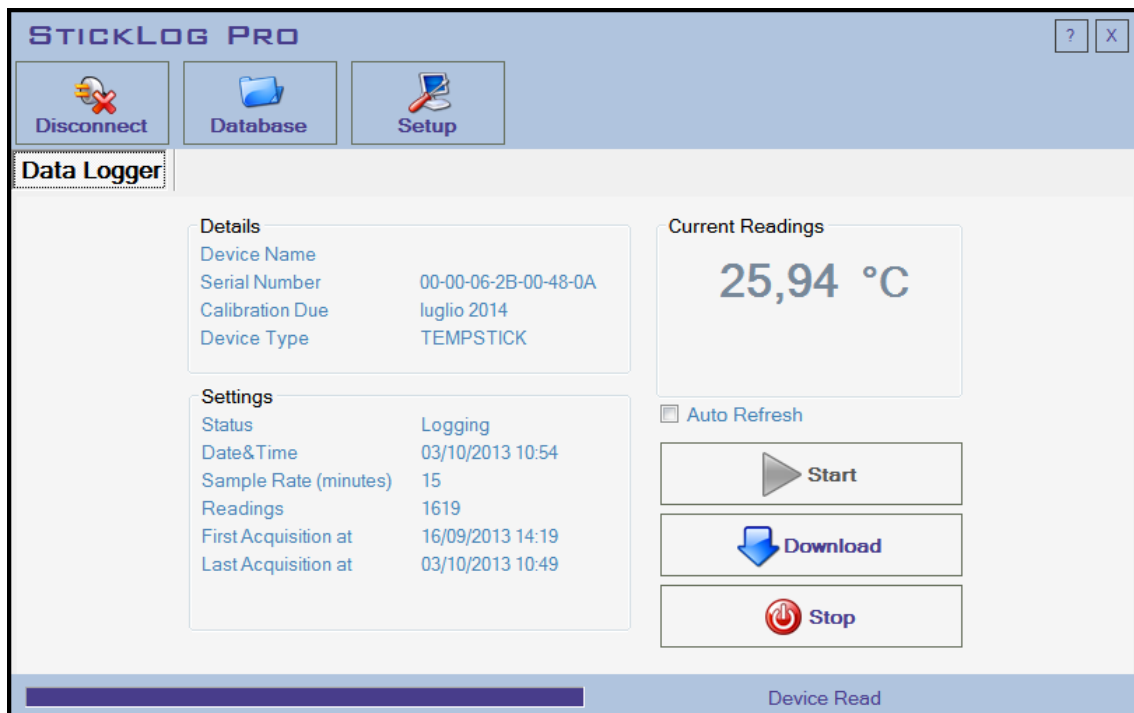 STICKLOG PRO
? X
Disconnect Database Setup
Data Logger
Details
Device Name
Serial Number 00-00-06-2B-00-48-0A
Calibration Due luglio 2014
Device Type TEMPSTICK
Settings
Status Logging
Date&Time 03/10/2013 10:54
Sample Rate (minutes) 15
Readings 1619
First Acquisition at 16/09/2013 14:19
Last Acquisition at 03/10/2013 10:49
Current Readings
25,94 °C
Auto Refresh
Start
Download
Stop
Device Read